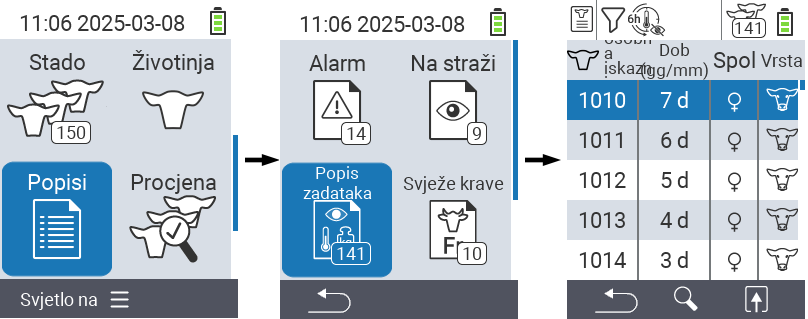 11:06 2025-03-08
Stado
150
Životinja
Popisi
Procjena
Svjetlo na
11:06 2025-03-08
Alarm
14
Na straži
9
Popis
zadataka
141
Svježe krave
Fr
10
6h
141
a
iskazn
Dob
(gg/mm)
Spol
Vrsta
1010 7 d ♀
1011 6 d ♀
1012 5 d ♀
1013 4 d ♀
1014 3 d ♀